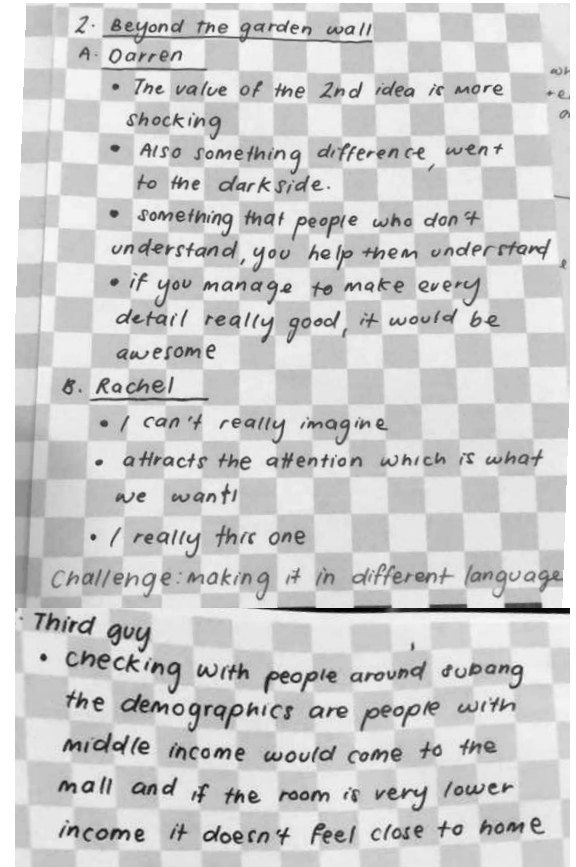 2. Beyond the garden wall
A. Darren
• The value of the 2nd idea is more
shocking
• Also something difference, went
to the darkside.
• something that people who don't
understand, you help them understand
• if you manage to make every
detail really good, it would be
awesome
B. Rachel
• I can't really imagine
• attracts the attention which is what
we want!
• I really this one
Challenge: making it in different language
Third guy
• checking with people around subang
the demographics are people with
middle income would come to the
mall and if the room is very lower
income it doesn't feel close to home